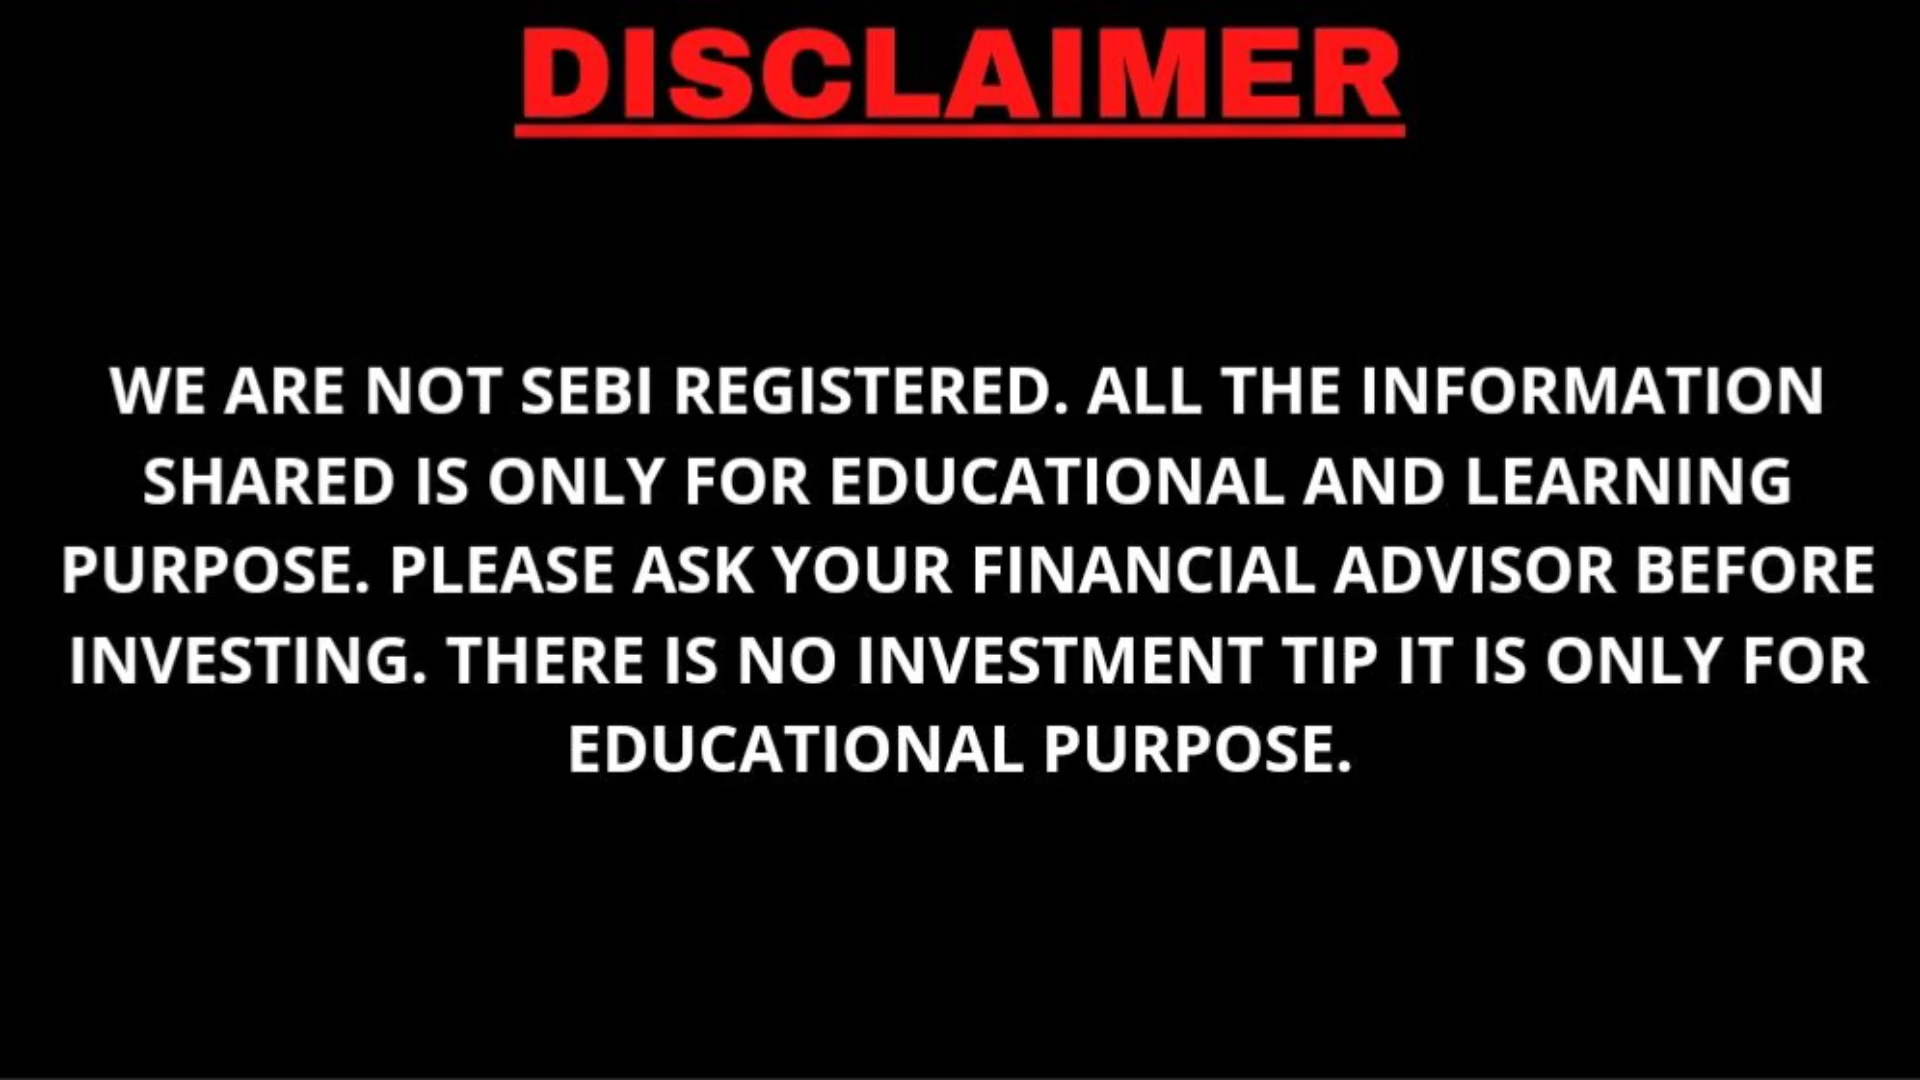 DISCLAIMER
WE ARE NOT SEBI REGISTERED. ALL THE INFORMATION
SHARED IS ONLY FOR EDUCATIONAL AND LEARNING
PURPOSE. PLEASE ASK YOUR FINANCIAL ADVISOR BEFORE
INVESTING. THERE IS NO INVESTMENT TIP IT IS ONLY FOR
EDUCATIONAL PURPOSE.